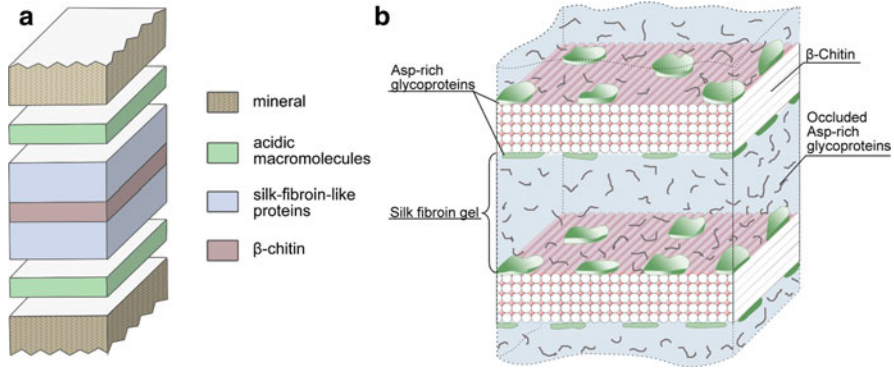 a
mineral
acidic
macromolecules
silk-fibroin-like
proteins
β-chitin
b
Asp-rich
glycoproteins
β-Chitin
Occluded
Asp-rich
glycoproteins
Silk fibroin gel